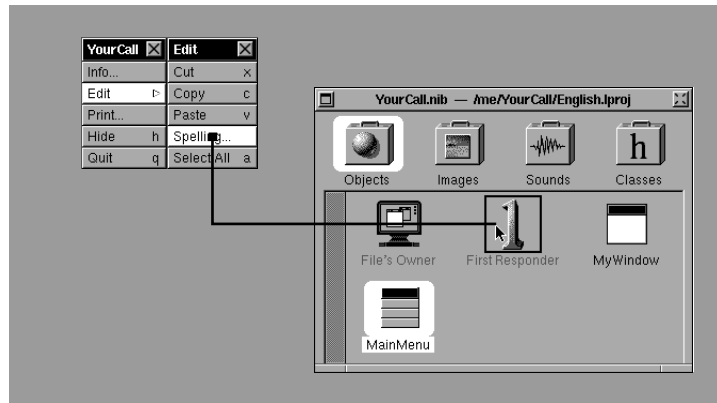 YourCall Edit
Info... Cut x
Edit Copy c
Print... Paste v
Hide h Spelling...
Quit q Select All a
YourCall.nib — /me/YourCall/English.lproj
h
Objects Images Sounds Classes
File's Owner First Responder MyWindow
MainMenu